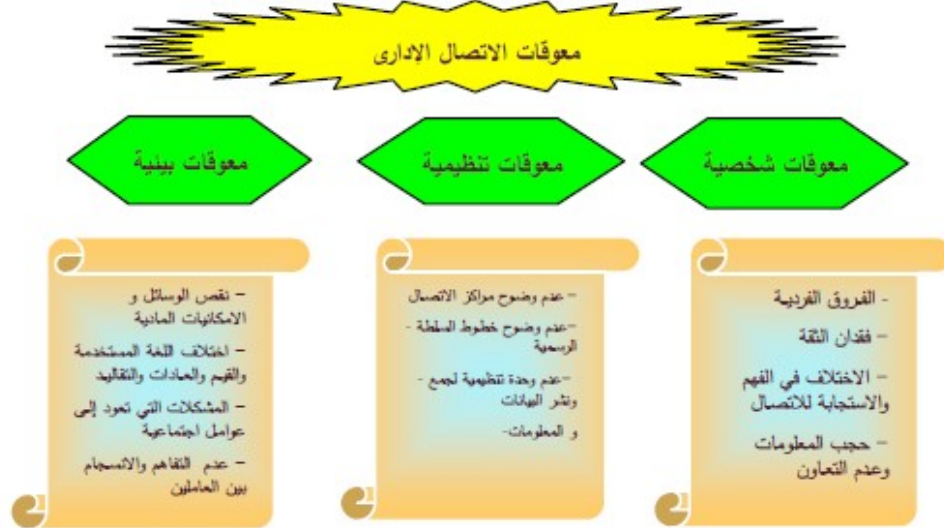 معوقات الاتصال الإدارى
معوقات شخصية
معوقات تنظيمية
معوقات بيئية
- الفروق الفردية
– فقدان الثقة
– الاختلاف في الفهم
والاستجابة للاتصال
– حجب المعلومات
وعدم التعاون
– عدم وضوح مراكز الاتصال
–عدم وضوح خطوط السلطة -
الرسمية
–عدم وحدة تنظيمية لجمع -
ونشر البيانات
و المعلومات-
– نقص الوسائل و
الامكانيات المادية
– اختلاف اللغة المستخدمة
والقيم والعادات والتقاليد
– المشكلات التي تعود إلى
عوامل اجتماعية
– عدم التفاهم والانسجام
بين العاملين